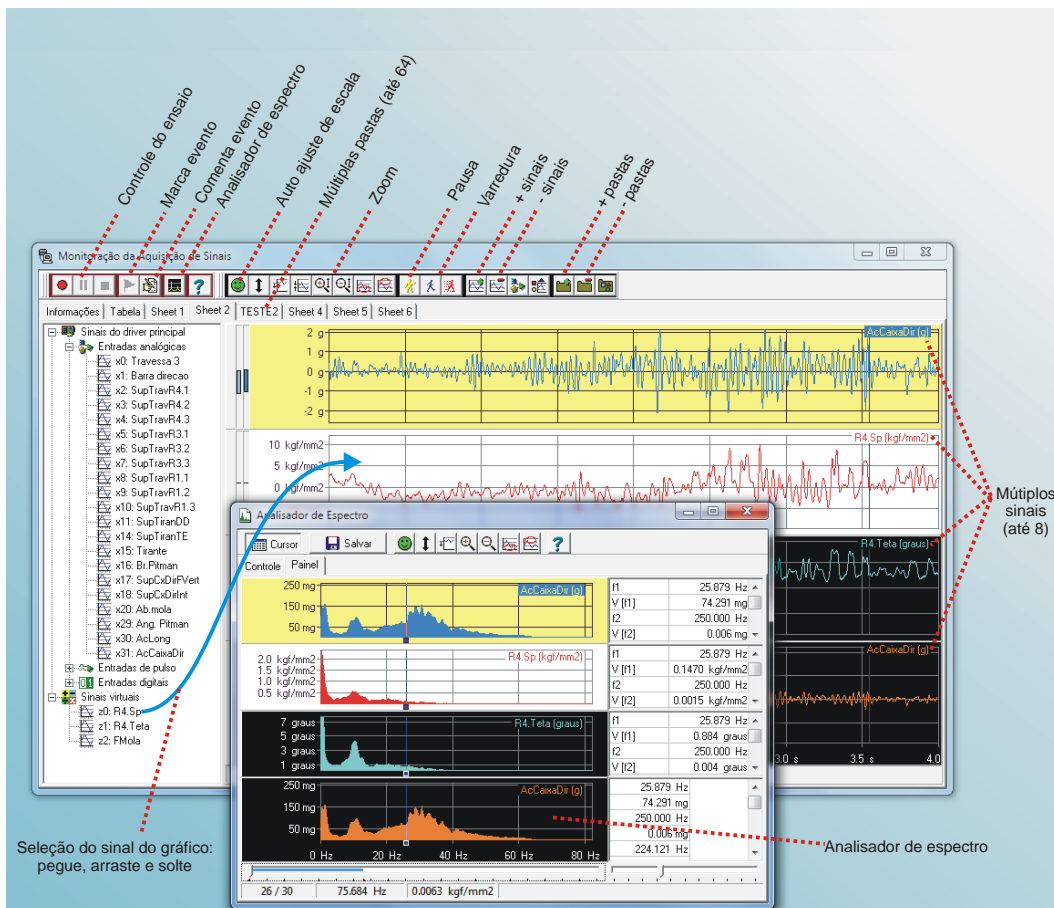 Controle do ensaio
Marca evento
Comenta evento
Analisador de espectro
Auto ajuste de escala
Múltiplas pastas (até 64)
Zoom
Pausa
Varredura
+ sinais
- sinais
+ pastas
- pastas
Monitoração da Aquisição de Sinais
Informações
Tabela
Sheet 1
Sheet 2
TESTE2
Sheet 4
Sheet 5
Sheet 6
Sinais do driver principal
Entradas analógicas
x0: Travessa 3
x1: Barra direcao
x2: SupTravR4.1
x3: SupTravR4.2
x4: SupTravR4.3
x5: SupTravR3.1
x6: SupTravR3.2
x7: SupTravR3.3
x8: SupTravR1.1
x9: SupTravR1.2
x10: SupTravR1.3
x11: SupTiranDD
x14: SupTiranTE
x15: Tirante
x16: Br.Pitman
x17: SupCxDirFVert
x18: SupCxDirInt
x20: Ab.mola
x29: Ang. Pitman
x30: AcLong
x31: AcCaixaDir
Entradas de pulso
Entradas digitais
Sinais virtuais
z0: R4.Sp
z1: R4.Teta
z2: FMola
2 g
1 g
0 g
-1 g
-2 g
AcCaixaDir (g)
10 kgf/mm2
5 kgf/mm2
0 kgf/mm2
R4.Sp (kgf/mm2)
R4.Teta (graus)
AcCaixaDir (g)
3.0 s
3.5 s
4.0
Mútiplos
sinais
(até 8)
Analisador de Espectro
Cursor
Salvar
Controle
Painel
250 mg
150 mg
50 mg
AcCaixaDir (g)
f1 25.879 Hz
V [f1] 74.291 mg
f2 250.000 Hz
V [f2] 0.006 mg
2.0 kgf/mm2
1.5 kgf/mm2
1.0 kgf/mm2
0.5 kgf/mm2
R4.Sp (kgf/mm2)
f1 25.879 Hz
V [f1] 0.1470 kgf/mm2
f2 250.000 Hz
V [f2] 0.0015 kgf/mm2
7 graus
5 graus
3 graus
1 graus
R4.Teta (graus)
f1 25.879 Hz
V [f1] 0.884 graus
f2 250.000 Hz
V [f2] 0.004 graus
250 mg
150 mg
50 mg
AcCaixaDir (g)
25.879 Hz
74.291 mg
250.000 Hz
0.006 mg
224.121 Hz
0 Hz
20 Hz
40 Hz
60 Hz
80 Hz
26 / 30
75.684 Hz
0.0063 kgf/mm2
Seleção do sinal do gráfico:
pegue, arraste e solte
Analisador de espectro